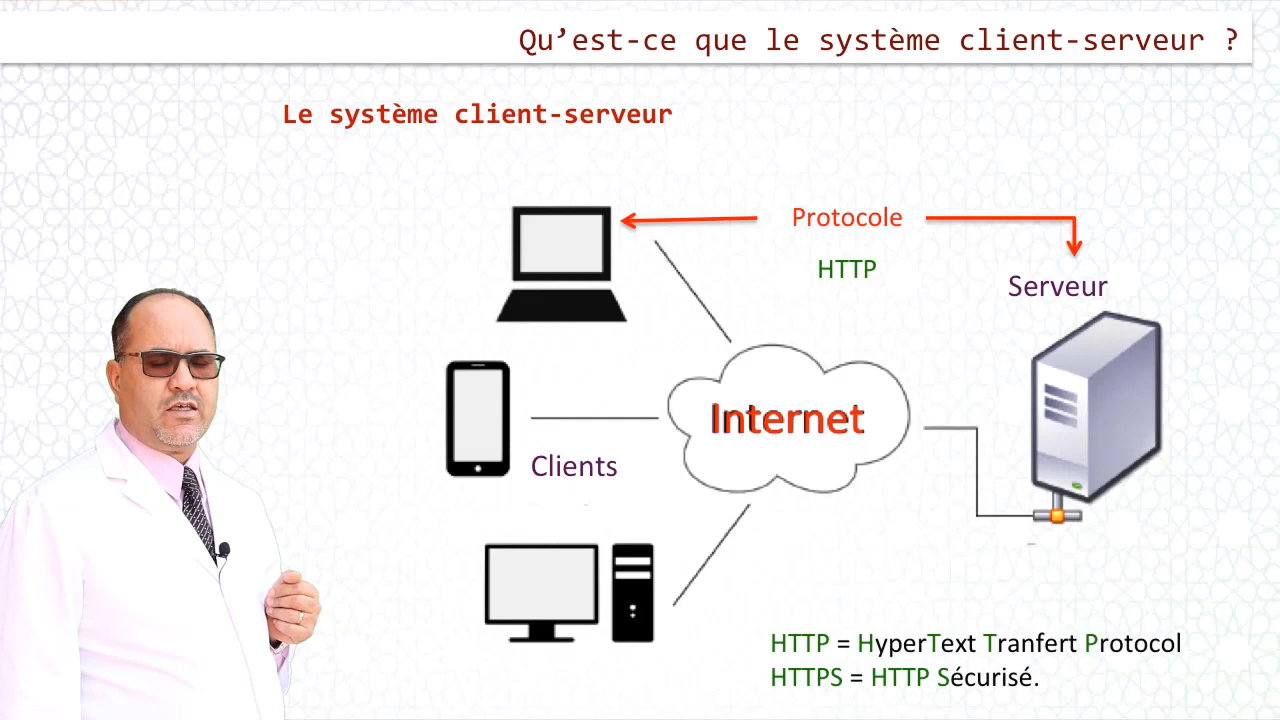 Qu’est-ce que le système client-serveur ?
Le système client-serveur
Protocole
HTTP
Serveur
Internet
Clients
HTTP = HyperText Tranfert Protocol
HTTPS = HTTP Sécurisé.